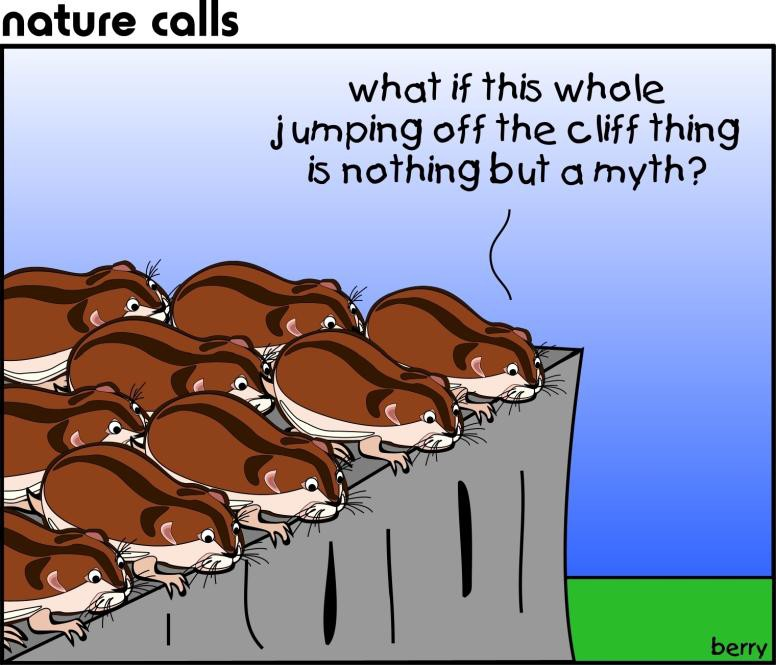 nature calls
what if this whole
jumping off the cliff thing
is nothing but a myth?
berry